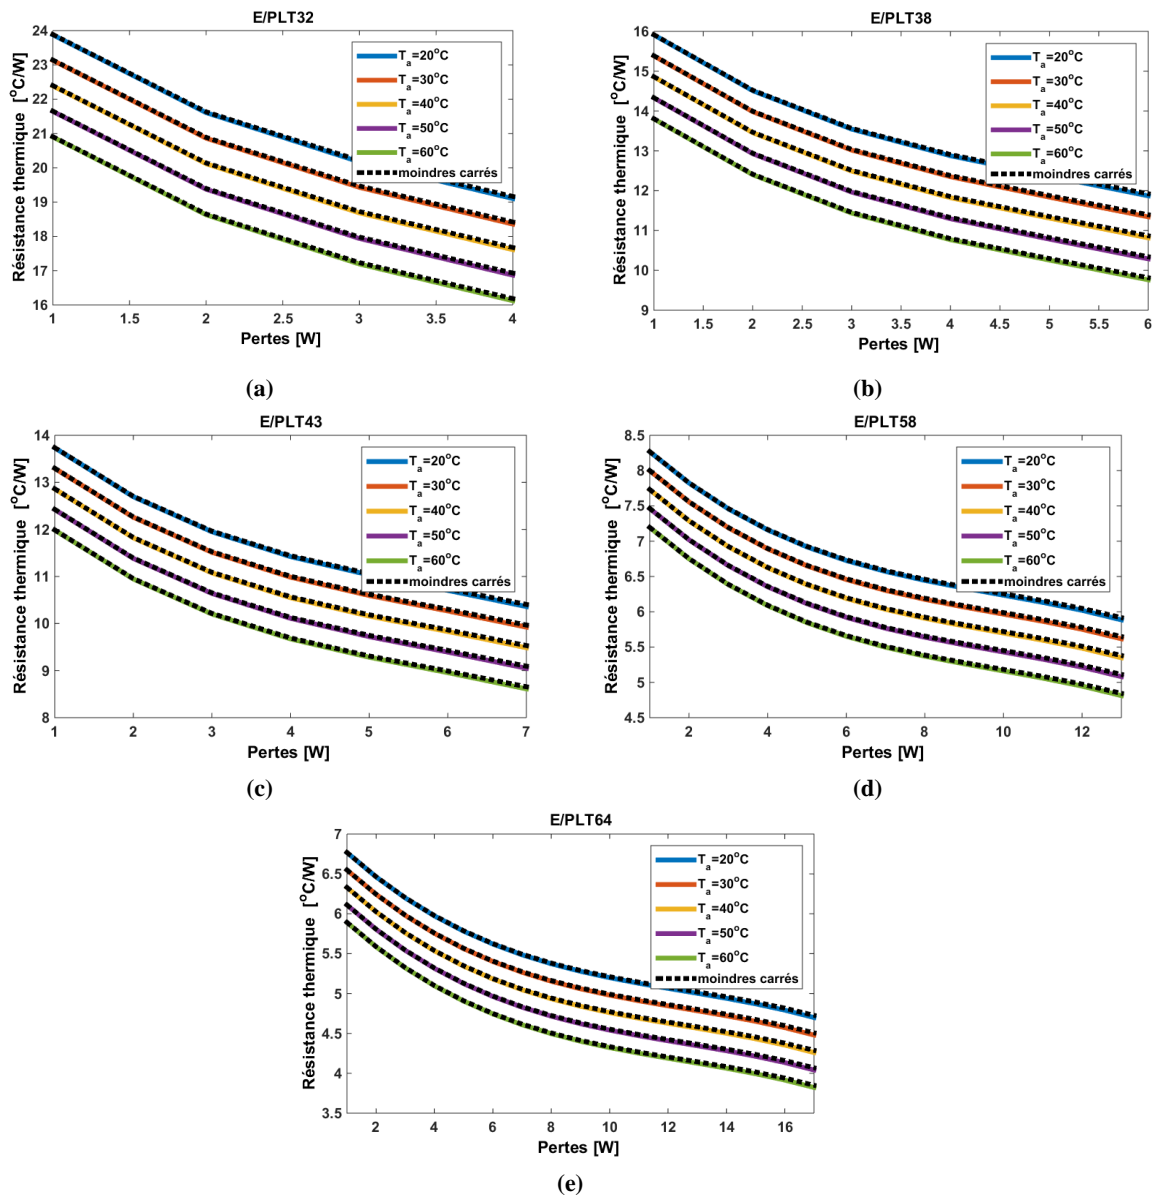 E/PLT32
Résistance thermique [°C/W]
24
23
22
21
20
19
18
17
16
T_a=20°C
T_a=30°C
T_a=40°C
T_a=50°C
T_a=60°C
moindres carrés
1 1.5 2 2.5 3 3.5 4
Pertes [W]
(a)
E/PLT38
Résistance thermique [°C/W]
16
15
14
13
12
11
10
9
T_a=20°C
T_a=30°C
T_a=40°C
T_a=50°C
T_a=60°C
moindres carrés
1 1.5 2 2.5 3 3.5 4 4.5 5 5.5 6
Pertes [W]
(b)
E/PLT43
Résistance thermique [°C/W]
14
13
12
11
10
9
8
T_a=20°C
T_a=30°C
T_a=40°C
T_a=50°C
T_a=60°C
moindres carrés
1 2 3 4 5 6 7
Pertes [W]
(c)
E/PLT58
Résistance thermique [°C/W]
8.5
8
7.5
7
6.5
6
5.5
5
4.5
T_a=20°C
T_a=30°C
T_a=40°C
T_a=50°C
T_a=60°C
moindres carrés
2 4 6 8 10 12
Pertes [W]
(d)
E/PLT64
Résistance thermique [°C/W]
7
6.5
6
5.5
5
4.5
4
3.5
T_a=20°C
T_a=30°C
T_a=40°C
T_a=50°C
T_a=60°C
moindres carrés
2 4 6 8 10 12 14 16
Pertes [W]
(e)